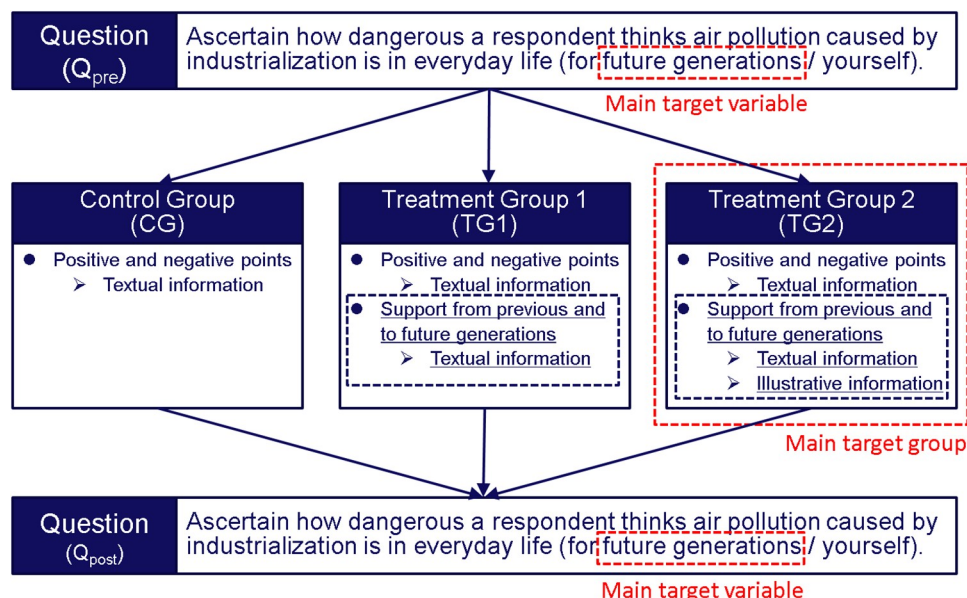 Question
(Qpre)
Ascertain how dangerous a respondent thinks air pollution caused by
industrialization is in everyday life (for future generations / yourself).
Main target variable
Control Group
(CG)
Positive and negative points
Textual information
Treatment Group 1
(TG1)
Positive and negative points
Textual information
Support from previous and
to future generations
Textual information
Treatment Group 2
(TG2)
Positive and negative points
Textual information
Support from previous and
to future generations
Textual information
Illustrative information
Main target group
Question
(Qpost)
Ascertain how dangerous a respondent thinks air pollution caused by
industrialization is in everyday life (for future generations / yourself).
Main target variable